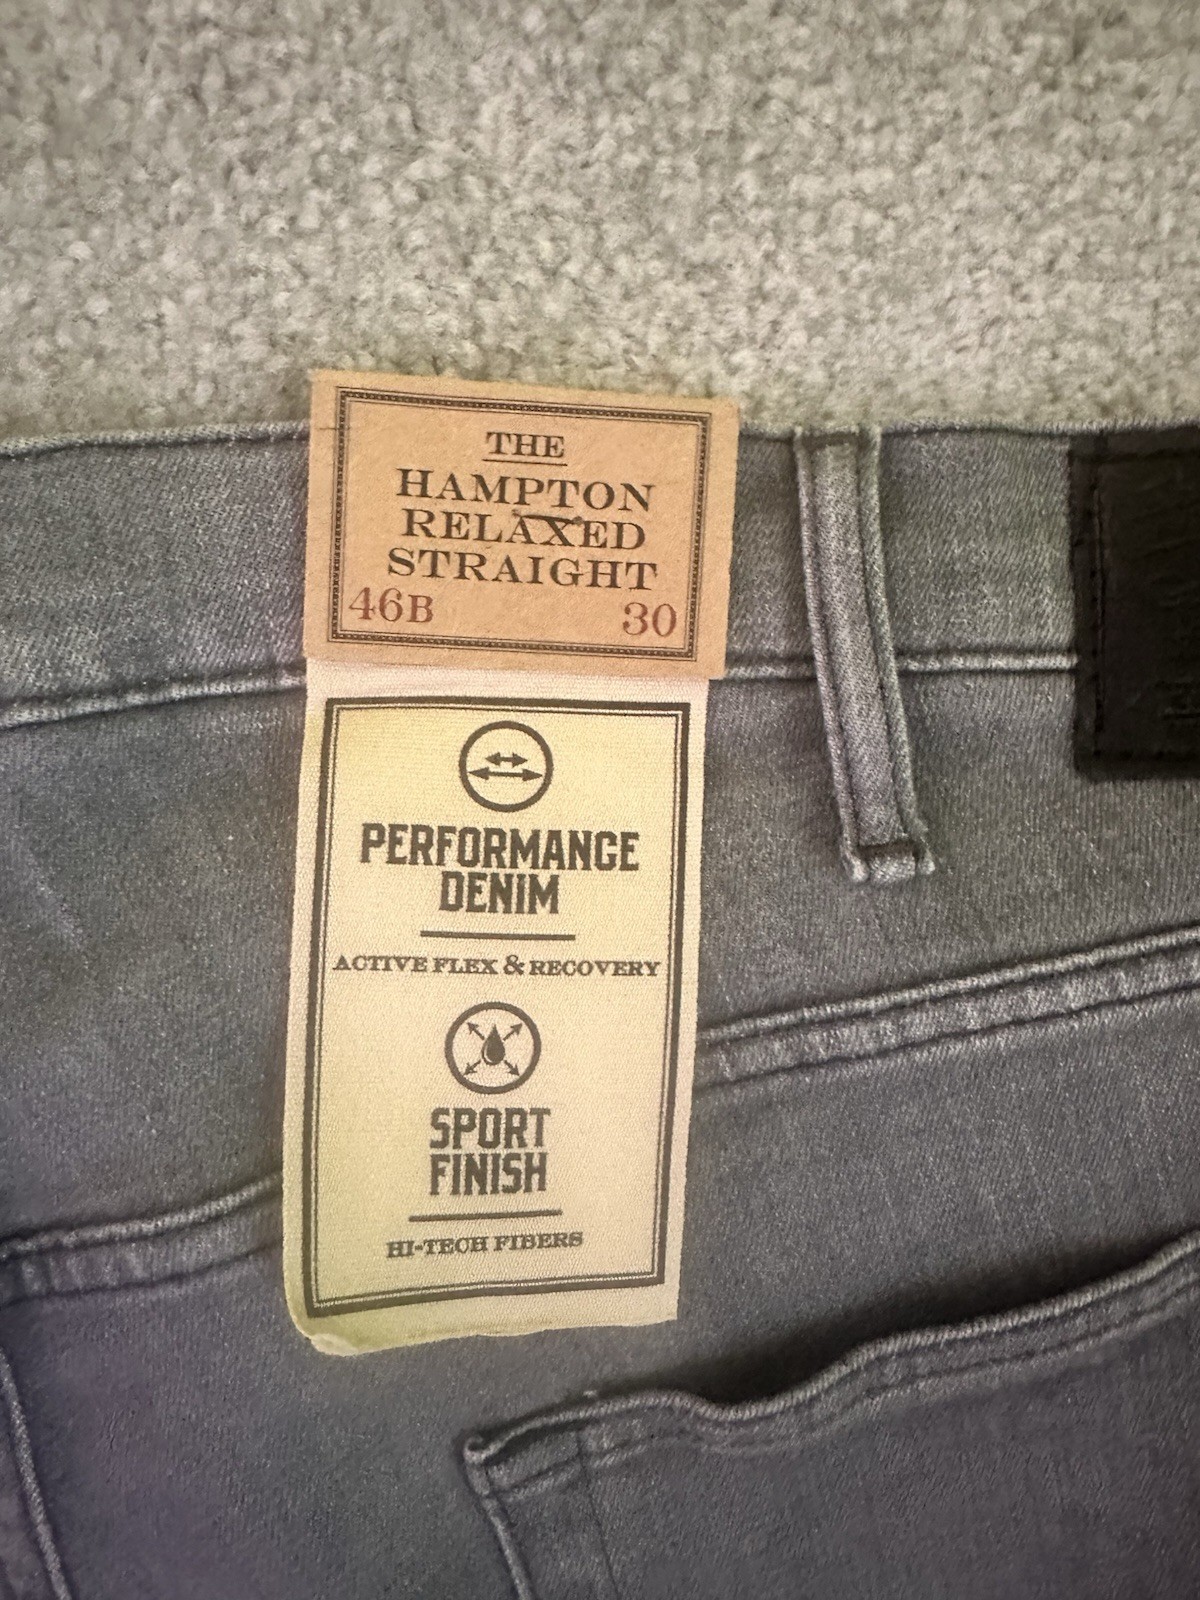 THE
HAMPTON
RELAXED
STRAIGHT
46B 30
PERFORMANCE
DENIM
ACTIVE FLEX & RECOVERY
SPORT
FINISH
HI-TECH FIBERS